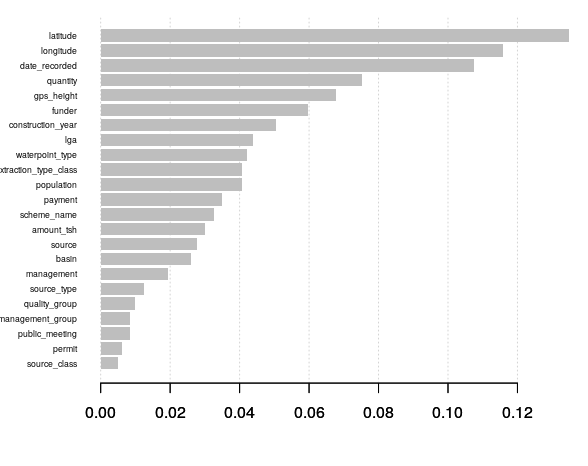 latitude
longitude
date_recorded
quantity
gps_height
funder
construction_year
lga
waterpoint_type
xtraction_type_class
population
payment
scheme_name
amount_tsh
source
basin
management
source_type
quality_group
management_group
public_meeting
permit
source_class
0.00 0.02 0.04 0.06 0.08 0.10 0.12